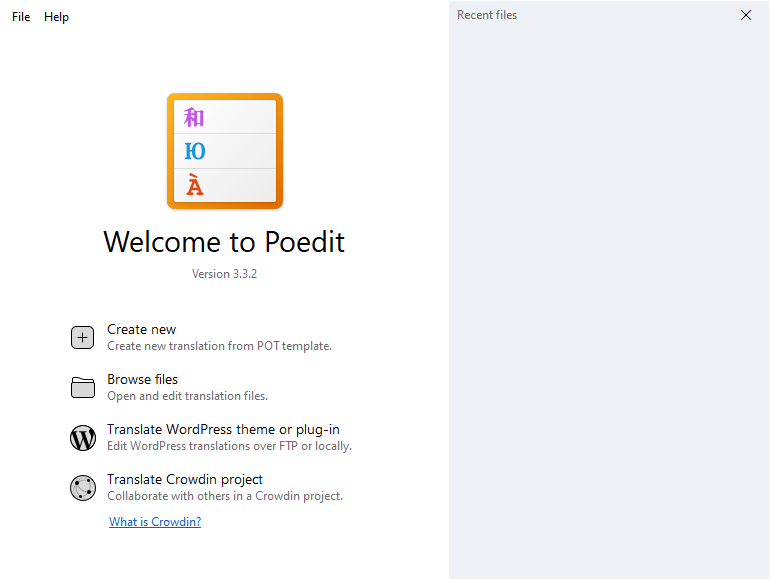 File Help
Recent files
和
Ю
À
Welcome to Poedit
Version 3.3.2
Create new
Create new translation from POT template.
Browse files
Open and edit translation files.
Translate WordPress theme or plug-in
Edit WordPress translations over FTP or locally.
Translate Crowdin project
Collaborate with others in a Crowdin project.
What is Crowdin?